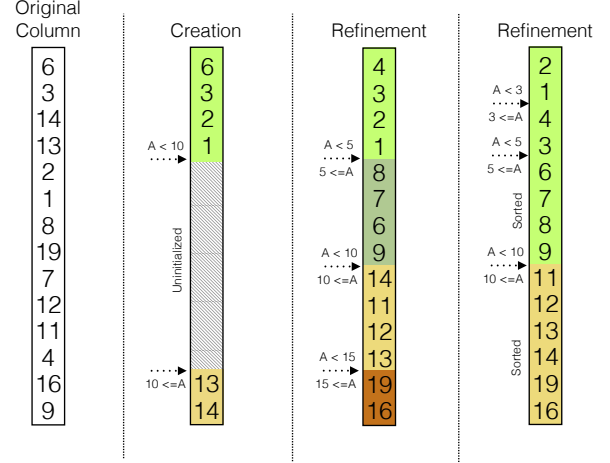 Original
Column
6
3
14
13
2
1
8
19
7
12
11
4
16
9
Creation
6
3
2
1
A < 10
Uninitialized
10 <=A
13
14
Refinement
4
3
2
1
A < 5
5 <=A
8
7
6
9
A < 10
10 <=A
14
11
12
13
A < 15
15 <=A
19
16
Refinement
2
1
A < 3
3 <=A
4
3
A < 5
5 <=A
6
7
8
9
Sorted
A < 10
10 <=A
11
12
13
14
19
16
Sorted